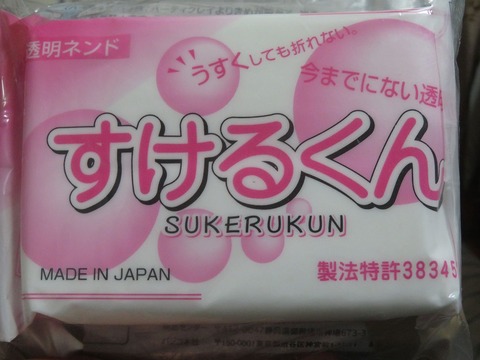 透明ネンド
うすくしても折れない。
今までにない透明
すけるくん
SUKERUKUN
MADE IN JAPAN
製法特許38345